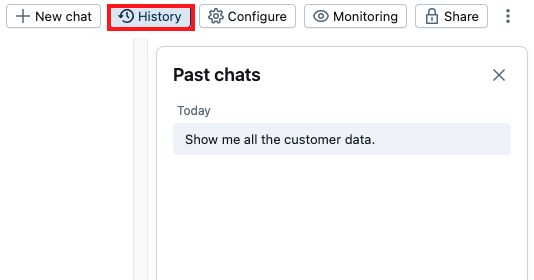 New chat History Configure Monitoring Share
Past chats
Today
Show me all the customer data.